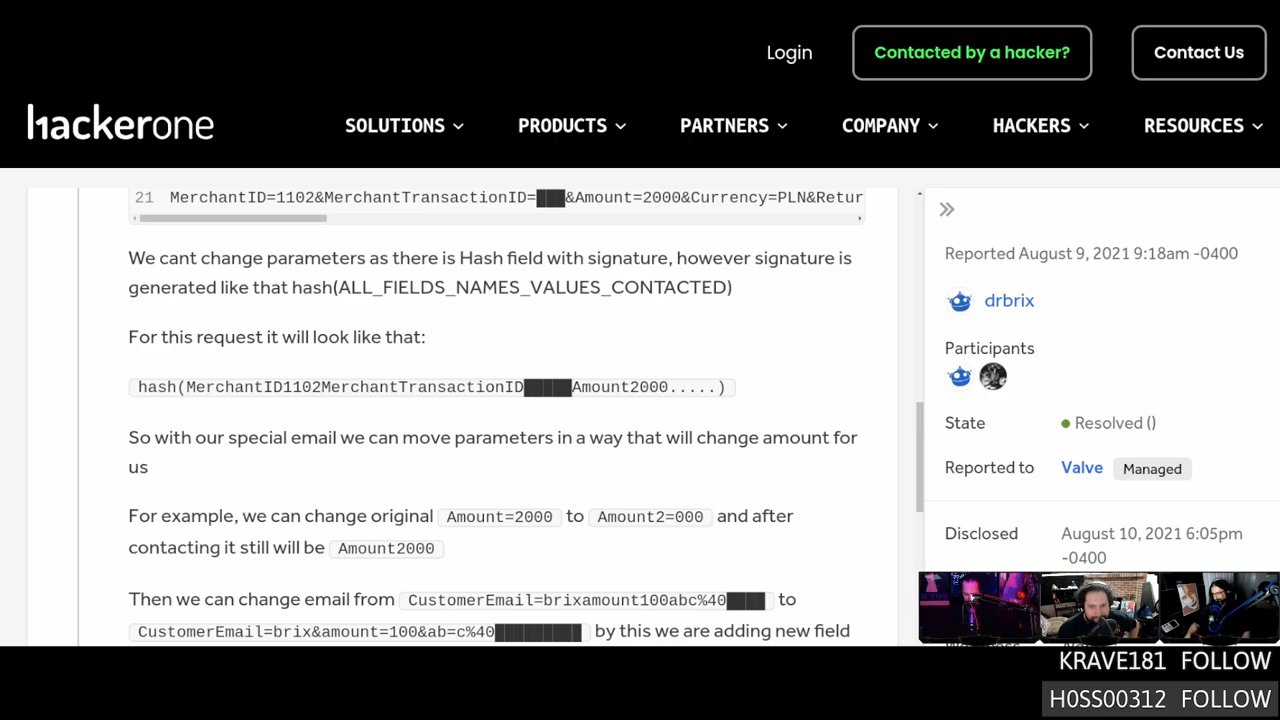 Login
Contacted by a hacker?
Contact Us
hackerone
SOLUTIONS
PRODUCTS
PARTNERS
COMPANY
HACKERS
RESOURCES
21 MerchantID=1102&MerchantTransactionID=███&Amount=2000&Currency=PLN&Retur
We cant change parameters as there is Hash field with signature, however signature is
generated like that hash(ALL_FIELDS_NAMES_VALUES_CONTACTED)
For this request it will look like that:
hash(MerchantID1102MerchantTransactionID█████Amount2000.....)
So with our special email we can move parameters in a way that will change amount for
us
For example, we can change original Amount=2000 to Amount2=000 and after
contacting it still will be Amount2000
Then we can change email from CustomerEmail=brixamount100abc%40████ to
CustomerEmail=brix&amount=100&ab=c%40█████████ by this we are adding new field
Reported August 9, 2021 9:18am -0400
drbrix
Participants
State Resolved ()
Reported to Valve Managed
Disclosed August 10, 2021 6:05pm
-0400
KRAVE181 FOLLOW
H0SS00312 FOLLOW